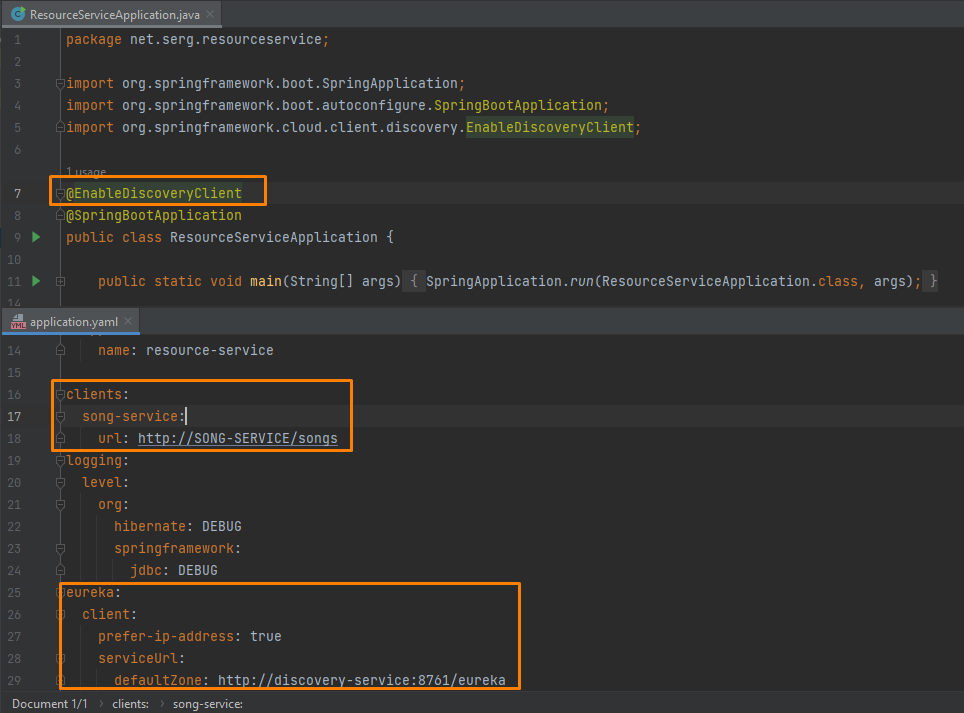 ResourceServiceApplication.java
1 package net.serg.resourceservice;
2
3 import org.springframework.boot.SpringApplication;
4 import org.springframework.boot.autoconfigure.SpringBootApplication;
5 import org.springframework.cloud.client.discovery.EnableDiscoveryClient;
6
1 usage
7 @EnableDiscoveryClient
8 @SpringBootApplication
9 public class ResourceServiceApplication {
10
11 public static void main(String[] args) { SpringApplication.run(ResourceServiceApplication.class, args); }
14
YML application.yaml
14 name: resource-service
15
16 clients:
17 song-service:
18 url: http://SONG-SERVICE/songs
19 logging:
20 level:
21 org:
22 hibernate: DEBUG
23 springframework:
24 jdbc: DEBUG
25 eureka:
26 client:
27 prefer-ip-address: true
28 serviceUrl:
29 defaultZone: http://discovery-service:8761/eureka
Document 1/1 › clients: › song-service: